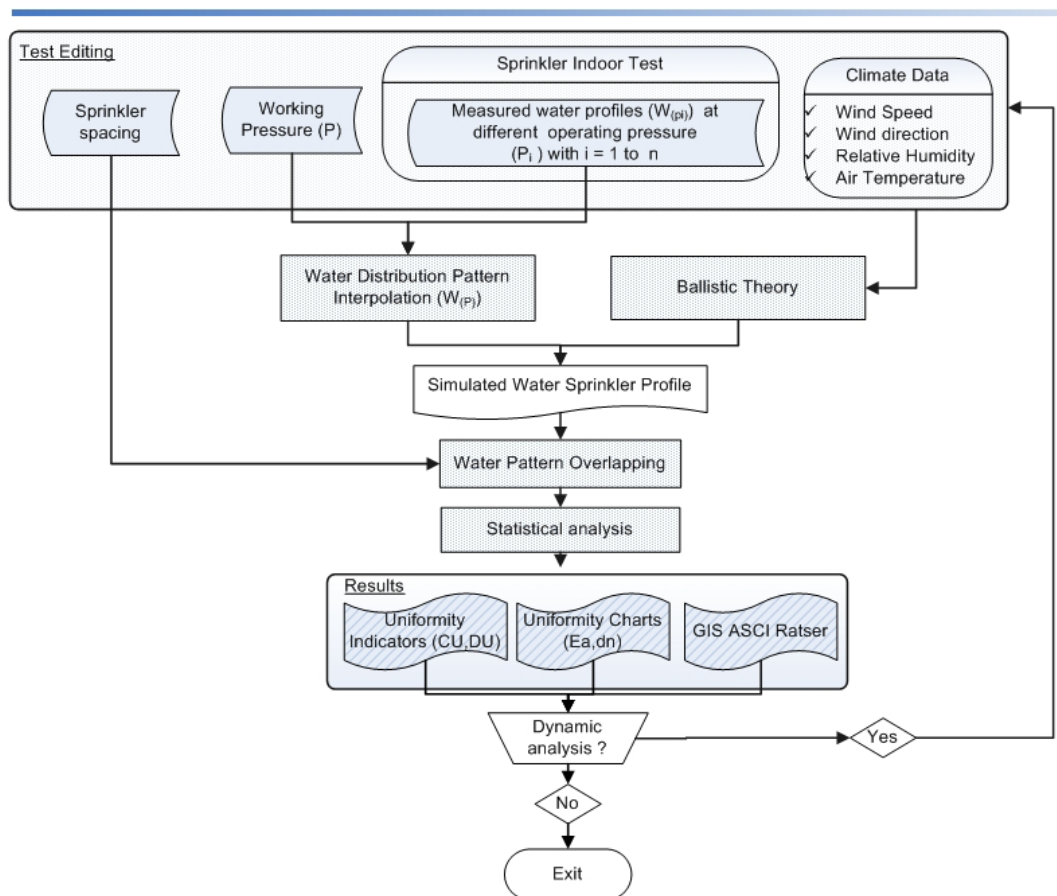 Test Editing
Sprinkler
spacing
Working
Pressure (P)
Sprinkler Indoor Test
Measured water profiles (W(pi)) at
different operating pressure
(Pi ) with i = 1 to n
Climate Data
✓ Wind Speed
✓ Wind direction
✓ Relative Humidity
✓ Air Temperature
Water Distribution Pattern
Interpolation (W(P))
Ballistic Theory
Simulated Water Sprinkler Profile
Water Pattern Overlapping
Statistical analysis
Results
Uniformity
Indicators (CU,DU)
Uniformity Charts
(Ea,dn)
GIS ASCI Ratser
Dynamic
analysis ?
Yes
No
Exit